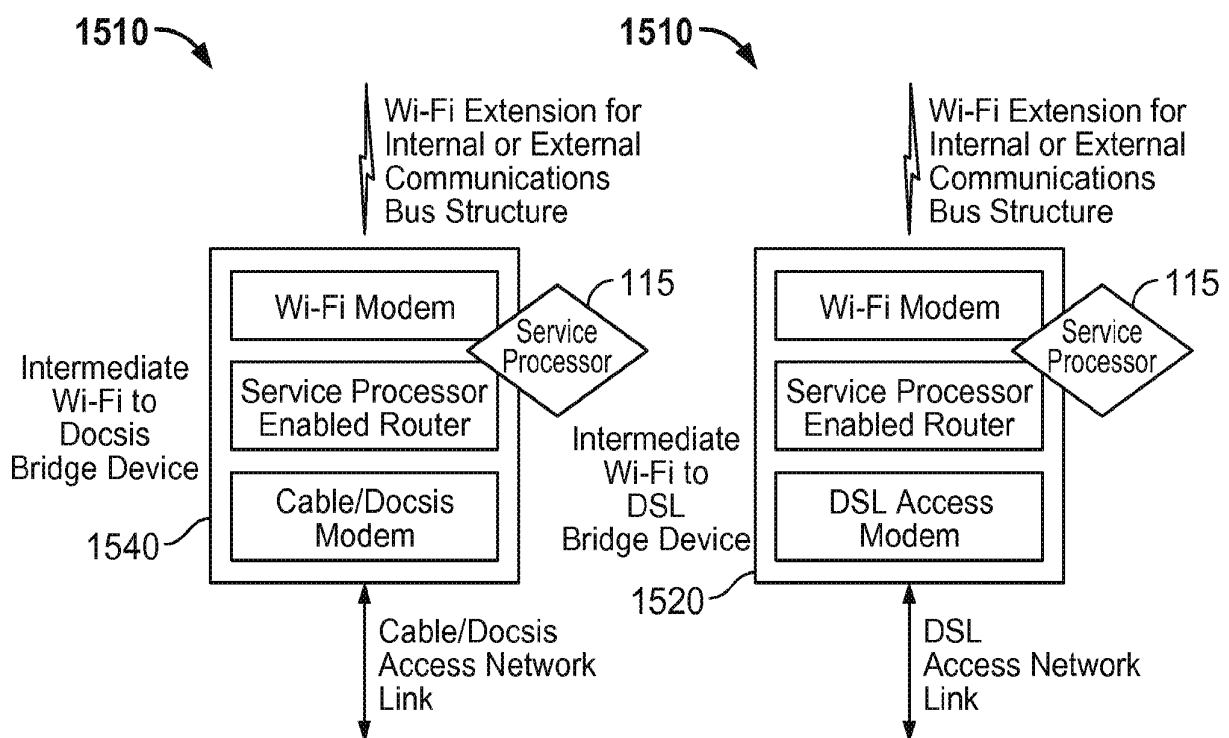 1510
Wi-Fi Extension for
Internal or External
Communications
Bus Structure
Wi-Fi Modem
115
Service
Processor
Intermediate
Wi-Fi to
Docsis
Bridge Device
Service Processor
Enabled Router
Cable/Docsis
Modem
1540
Cable/Docsis
Access Network
Link
1510
Wi-Fi Extension for
Internal or External
Communications
Bus Structure
Wi-Fi Modem
115
Service
Processor
Service Processor
Enabled Router
Intermediate
Wi-Fi to
DSL
Bridge Device
DSL Access
Modem
1520
DSL
Access Network
Link